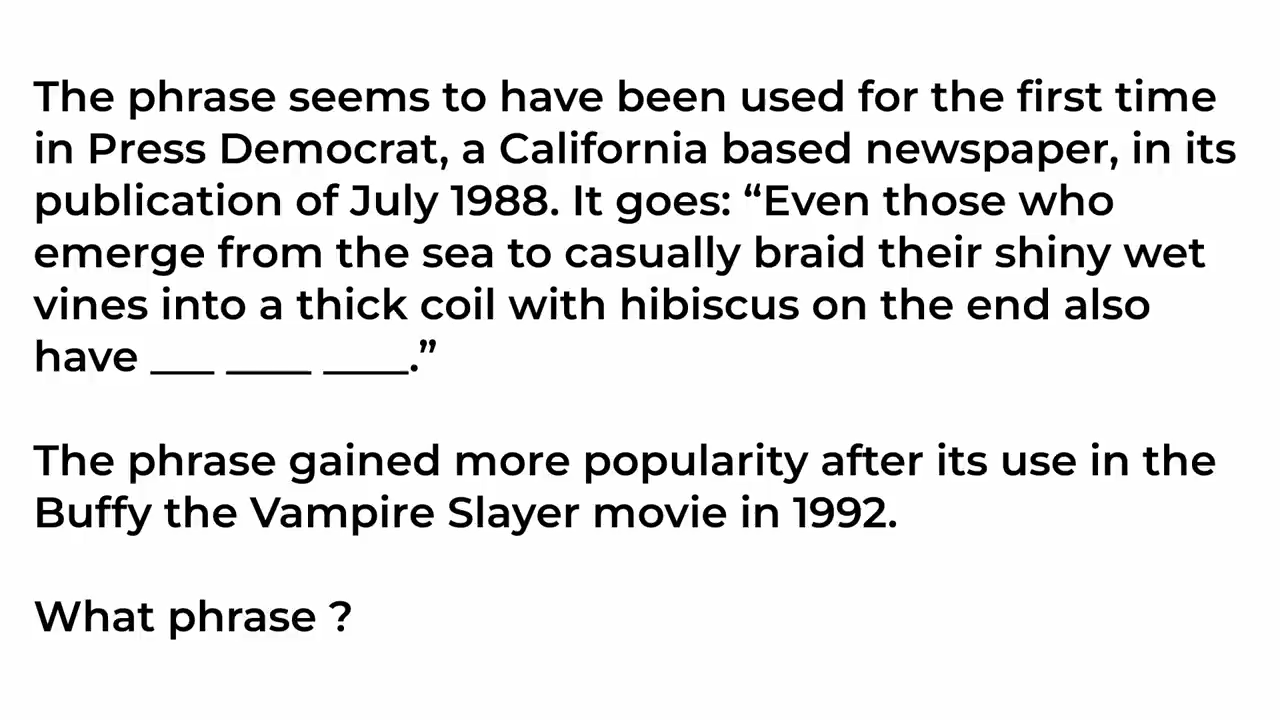 The phrase seems to have been used for the first time
in Press Democrat, a California based newspaper, in its
publication of July 1988. It goes: “Even those who
emerge from the sea to casually braid their shiny wet
vines into a thick coil with hibiscus on the end also
have ___ ____ ____.”
The phrase gained more popularity after its use in the
Buffy the Vampire Slayer movie in 1992.
What phrase ?